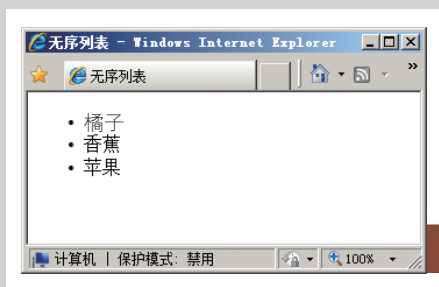 无序列表 - Windows Internet Explorer
无序列表
»
• 橘子
• 香蕉
• 苹果
计算机 | 保护模式: 禁用
100%